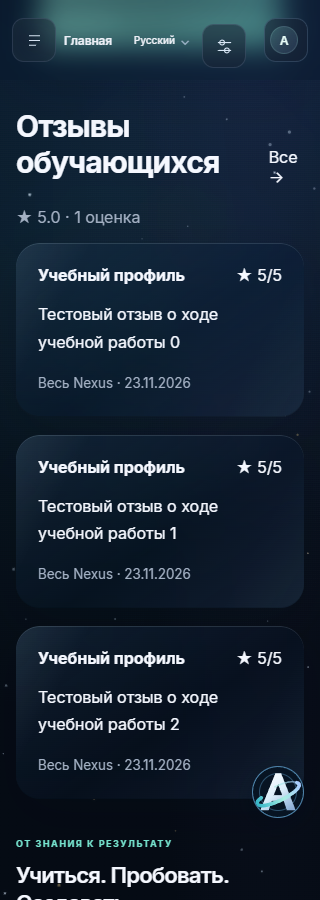 Главная Русский А
Отзывы
обучающихся
Все
→
★ 5.0 · 1 оценка
Учебный профиль ★ 5/5
Тестовый отзыв о ходе
учебной работы 0
Весь Nexus · 23.11.2026
Учебный профиль ★ 5/5
Тестовый отзыв о ходе
учебной работы 1
Весь Nexus · 23.11.2026
Учебный профиль ★ 5/5
Тестовый отзыв о ходе
учебной работы 2
Весь Nexus · 23.11.2026
ОТ ЗНАНИЯ К РЕЗУЛЬТАТУ
Учиться. Пробовать.